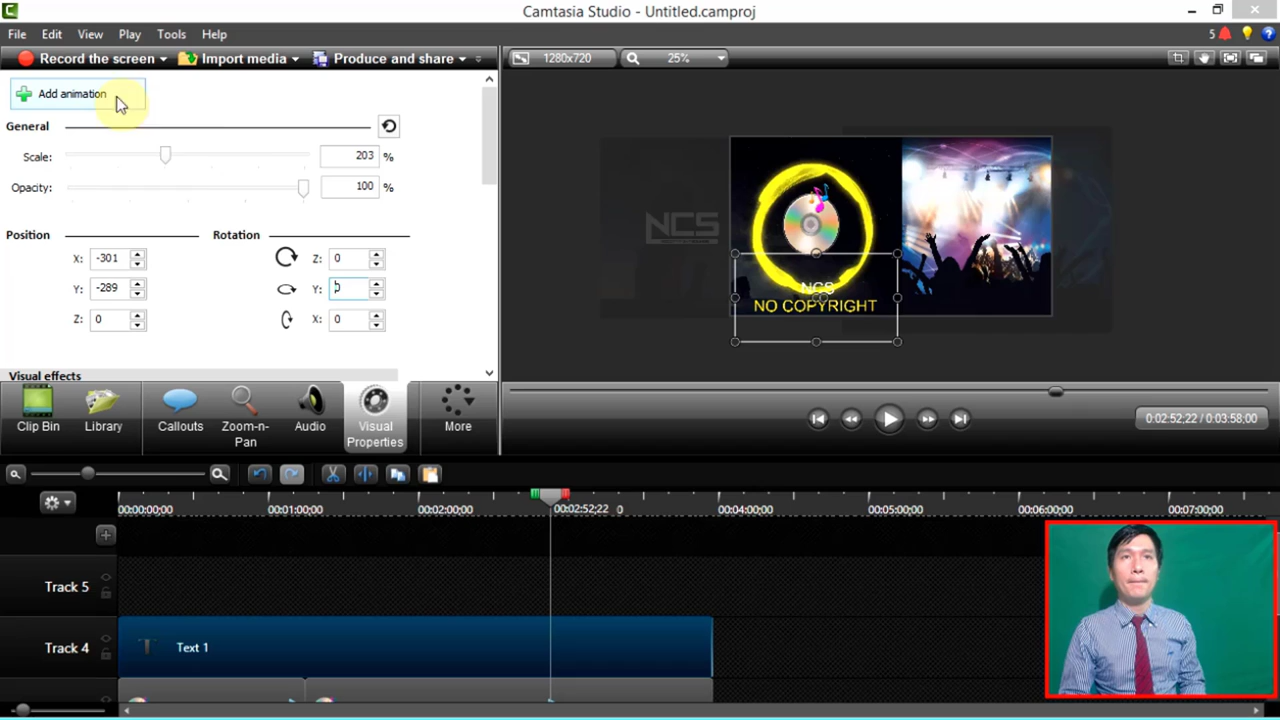 Camtasia Studio - Untitled.camproj
File Edit View Play Tools Help
5
Record the screen Import media Produce and share
1280x720 25%
Add animation
General
Scale: 203 %
Opacity: 100 %
Position Rotation
X: -301 Z: 0
Y: -289 Y:
Z: 0 X: 0
Visual effects
NCS
NCS
NO COPYRIGHT
Clip Bin Library Callouts Zoom-n-Pan Audio Visual Properties More
0:02:52;22 / 0:03:58;00
00:00:00;00 00:01:00;00 00:02:00;00 00:02:52;22 0 00:04:00;00 00:05:00;00 00:06:00;00 00:07:00;00
Track 5
Track 4 T Text 1